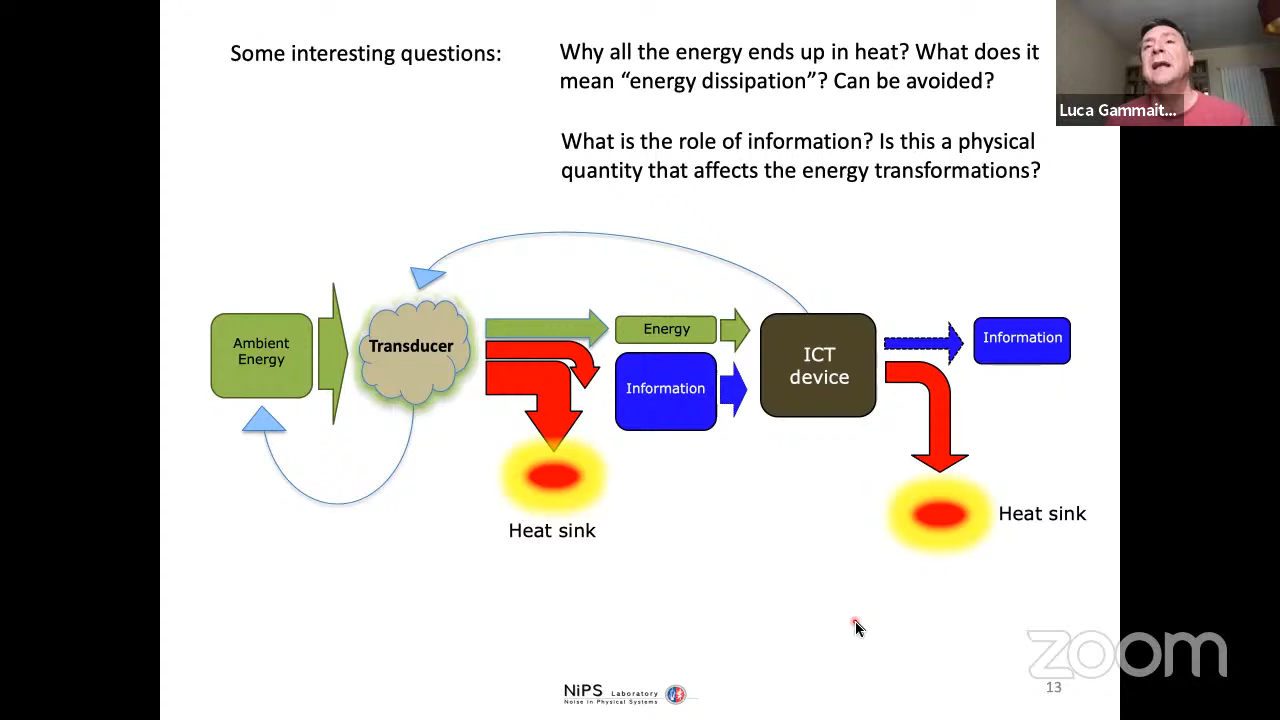 Some interesting questions:
Why all the energy ends up in heat? What does it
mean “energy dissipation”? Can be avoided?
What is the role of information? Is this a physical
quantity that affects the energy transformations?
Luca Gammait...
Ambient
Energy
Transducer
Energy
Information
ICT
device
Information
Heat sink
Heat sink
zoom
13
NiPS Laboratory
Noise in Physical Systems